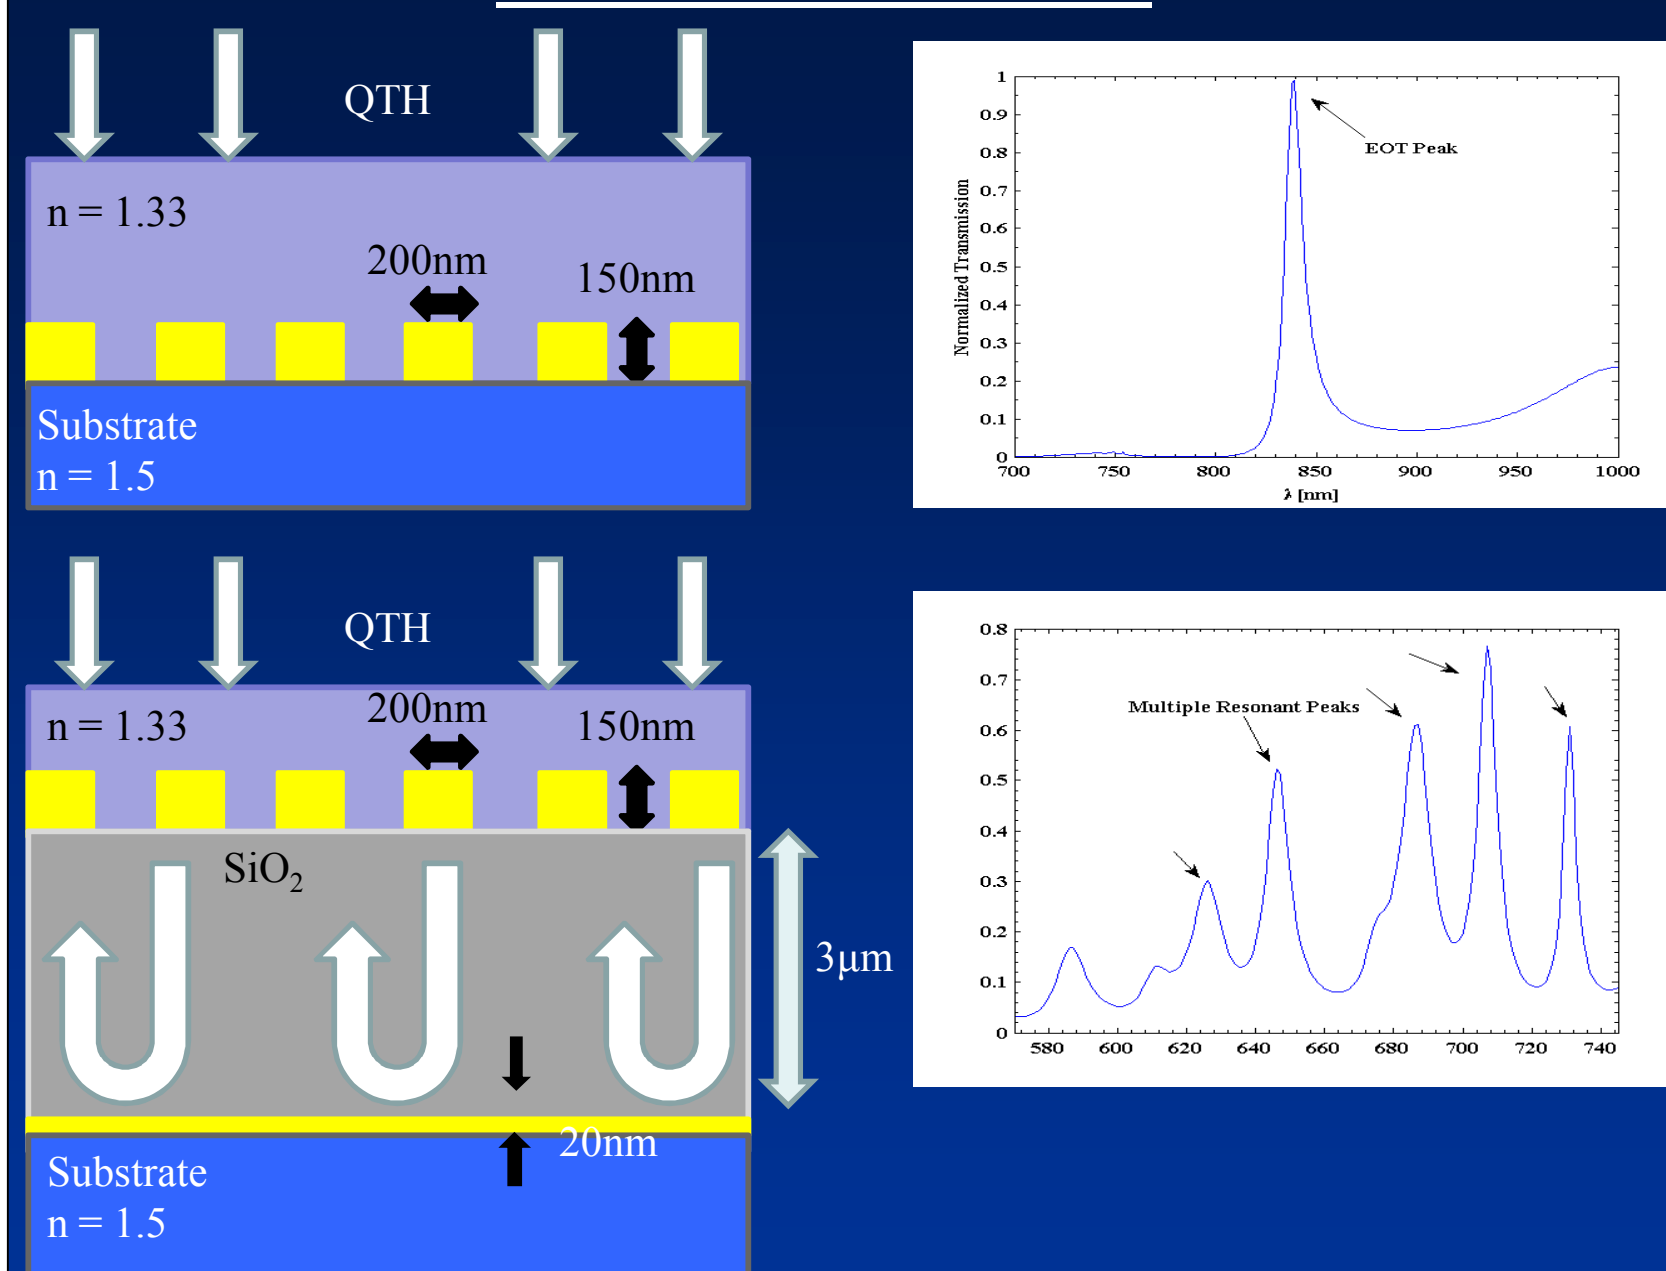 QTH
n = 1.33
200nm
150nm
Substrate
n = 1.5
1
0.9
0.8
0.7
0.6
0.5
0.4
0.3
0.2
0.1
0
Normalized Transmission
EOT Peak
700 750 800 850 900 950 1000
λ [nm]
QTH
n = 1.33
200nm
150nm
SiO₂
3μm
20nm
Substrate
n = 1.5
0.8
0.7
0.6
0.5
0.4
0.3
0.2
0.1
0
Multiple Resonant Peaks
580 600 620 640 660 680 700 720 740